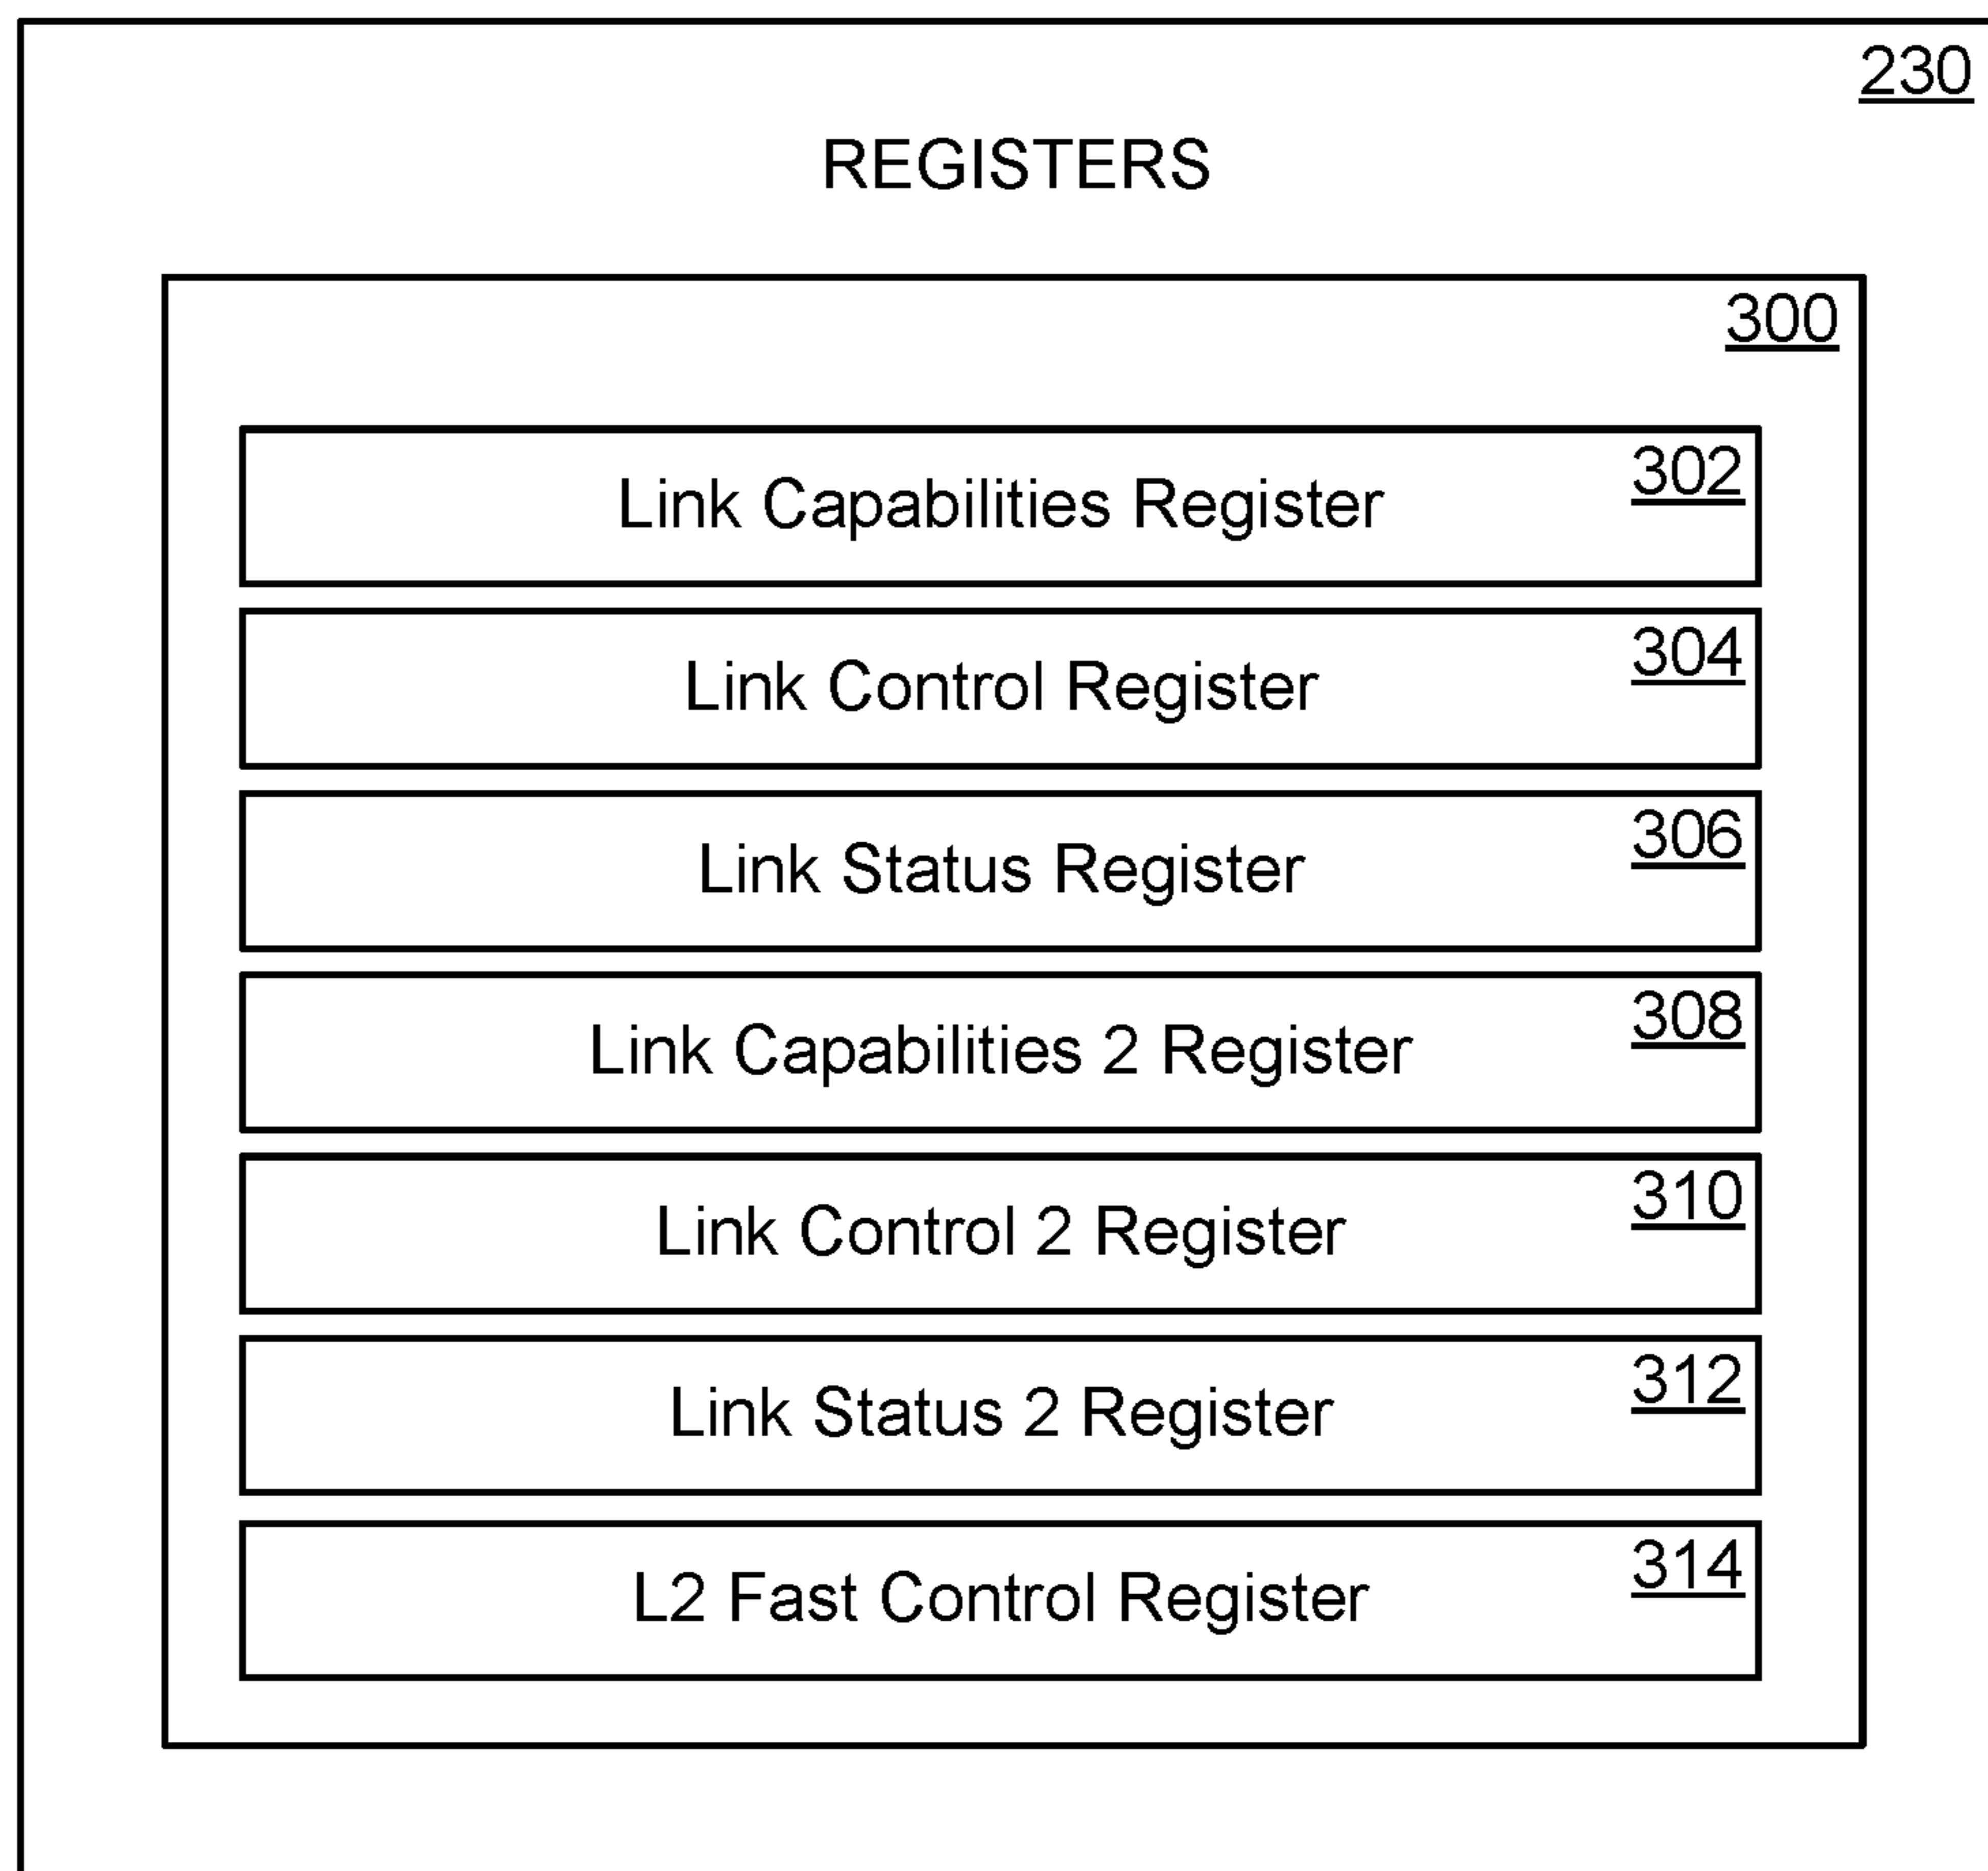 230
REGISTERS
300
302
Link Capabilities Register
304
Link Control Register
306
Link Status Register
308
Link Capabilities 2 Register
310
Link Control 2 Register
312
Link Status 2 Register
314
L2 Fast Control Register